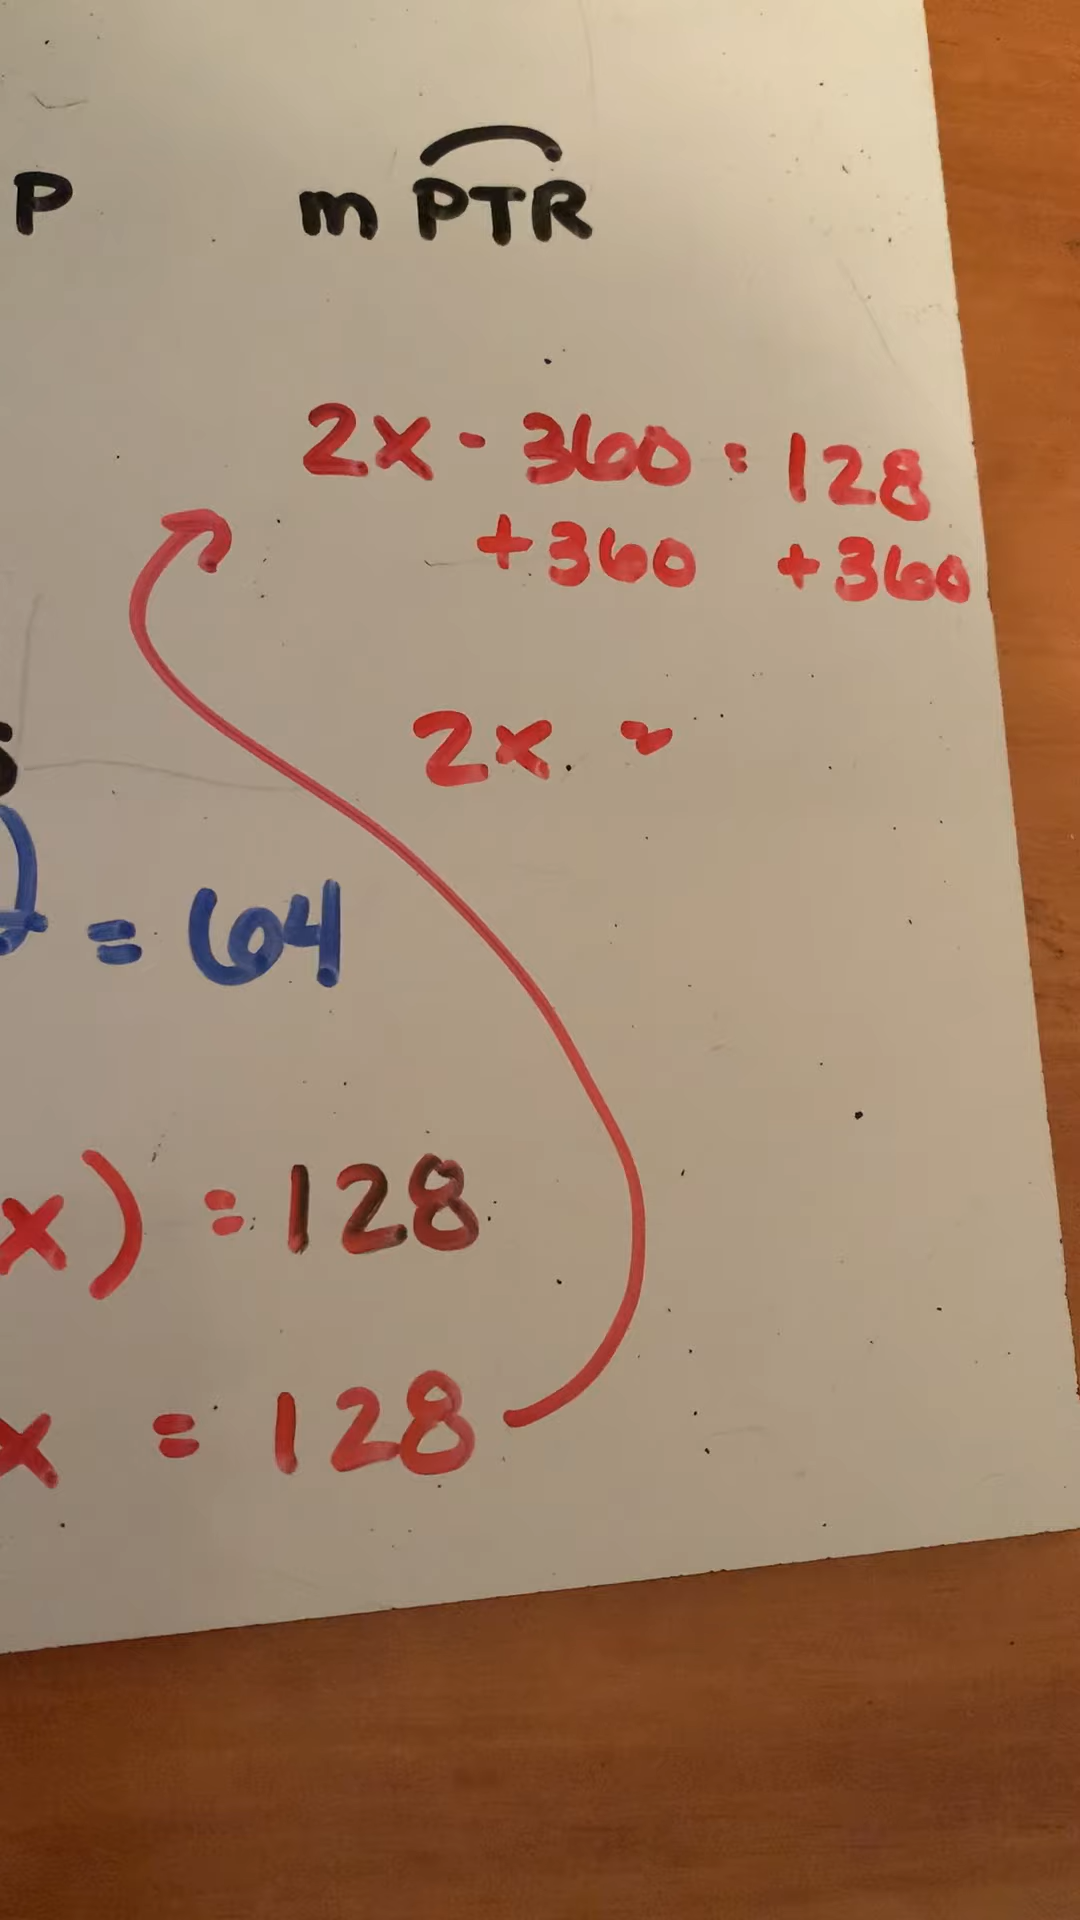 P
m PTR
2x - 360 = 128
+360 +360
2x =
= 64
x) = 128
x = 128